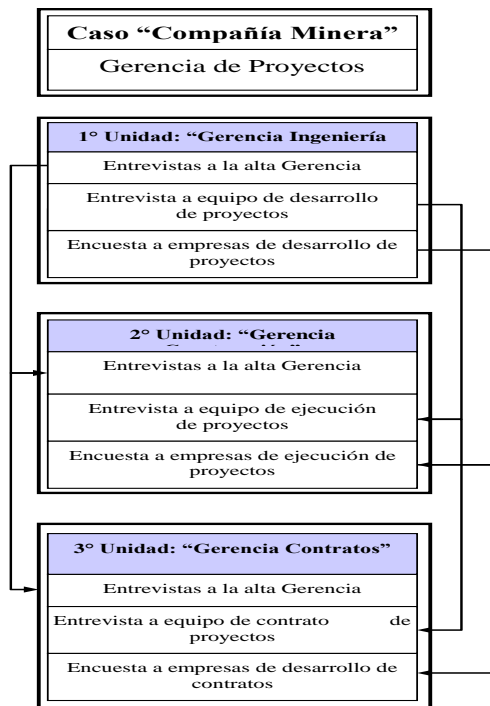 Caso “Compañía Minera”
Gerencia de Proyectos
1° Unidad: “Gerencia Ingeniería
Entrevistas a la alta Gerencia
Entrevista a equipo de desarrollo
de proyectos
Encuesta a empresas de desarrollo de
proyectos
2° Unidad: “Gerencia
Entrevistas a la alta Gerencia
Entrevista a equipo de ejecución
de proyectos
Encuesta a empresas de ejecución de
proyectos
3° Unidad: “Gerencia Contratos”
Entrevistas a la alta Gerencia
Entrevista a equipo de contrato de
proyectos
Encuesta a empresas de desarrollo de
contratos